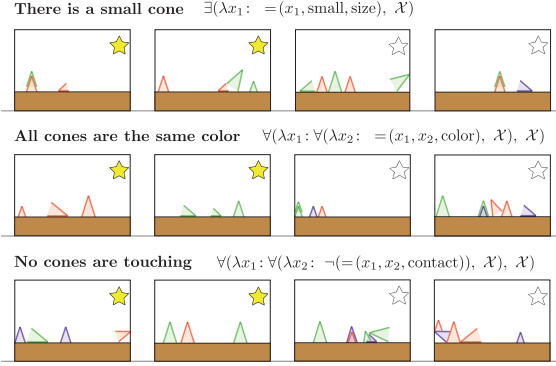 There is a small cone ∃(λx₁: =(x₁, small, size), 𝒳)
All cones are the same color ∀(λx₁: ∀(λx₂: =(x₁, x₂, color), 𝒳), 𝒳)
No cones are touching ∀(λx₁: ∀(λx₂: ¬(=(x₁, x₂, contact)), 𝒳), 𝒳)